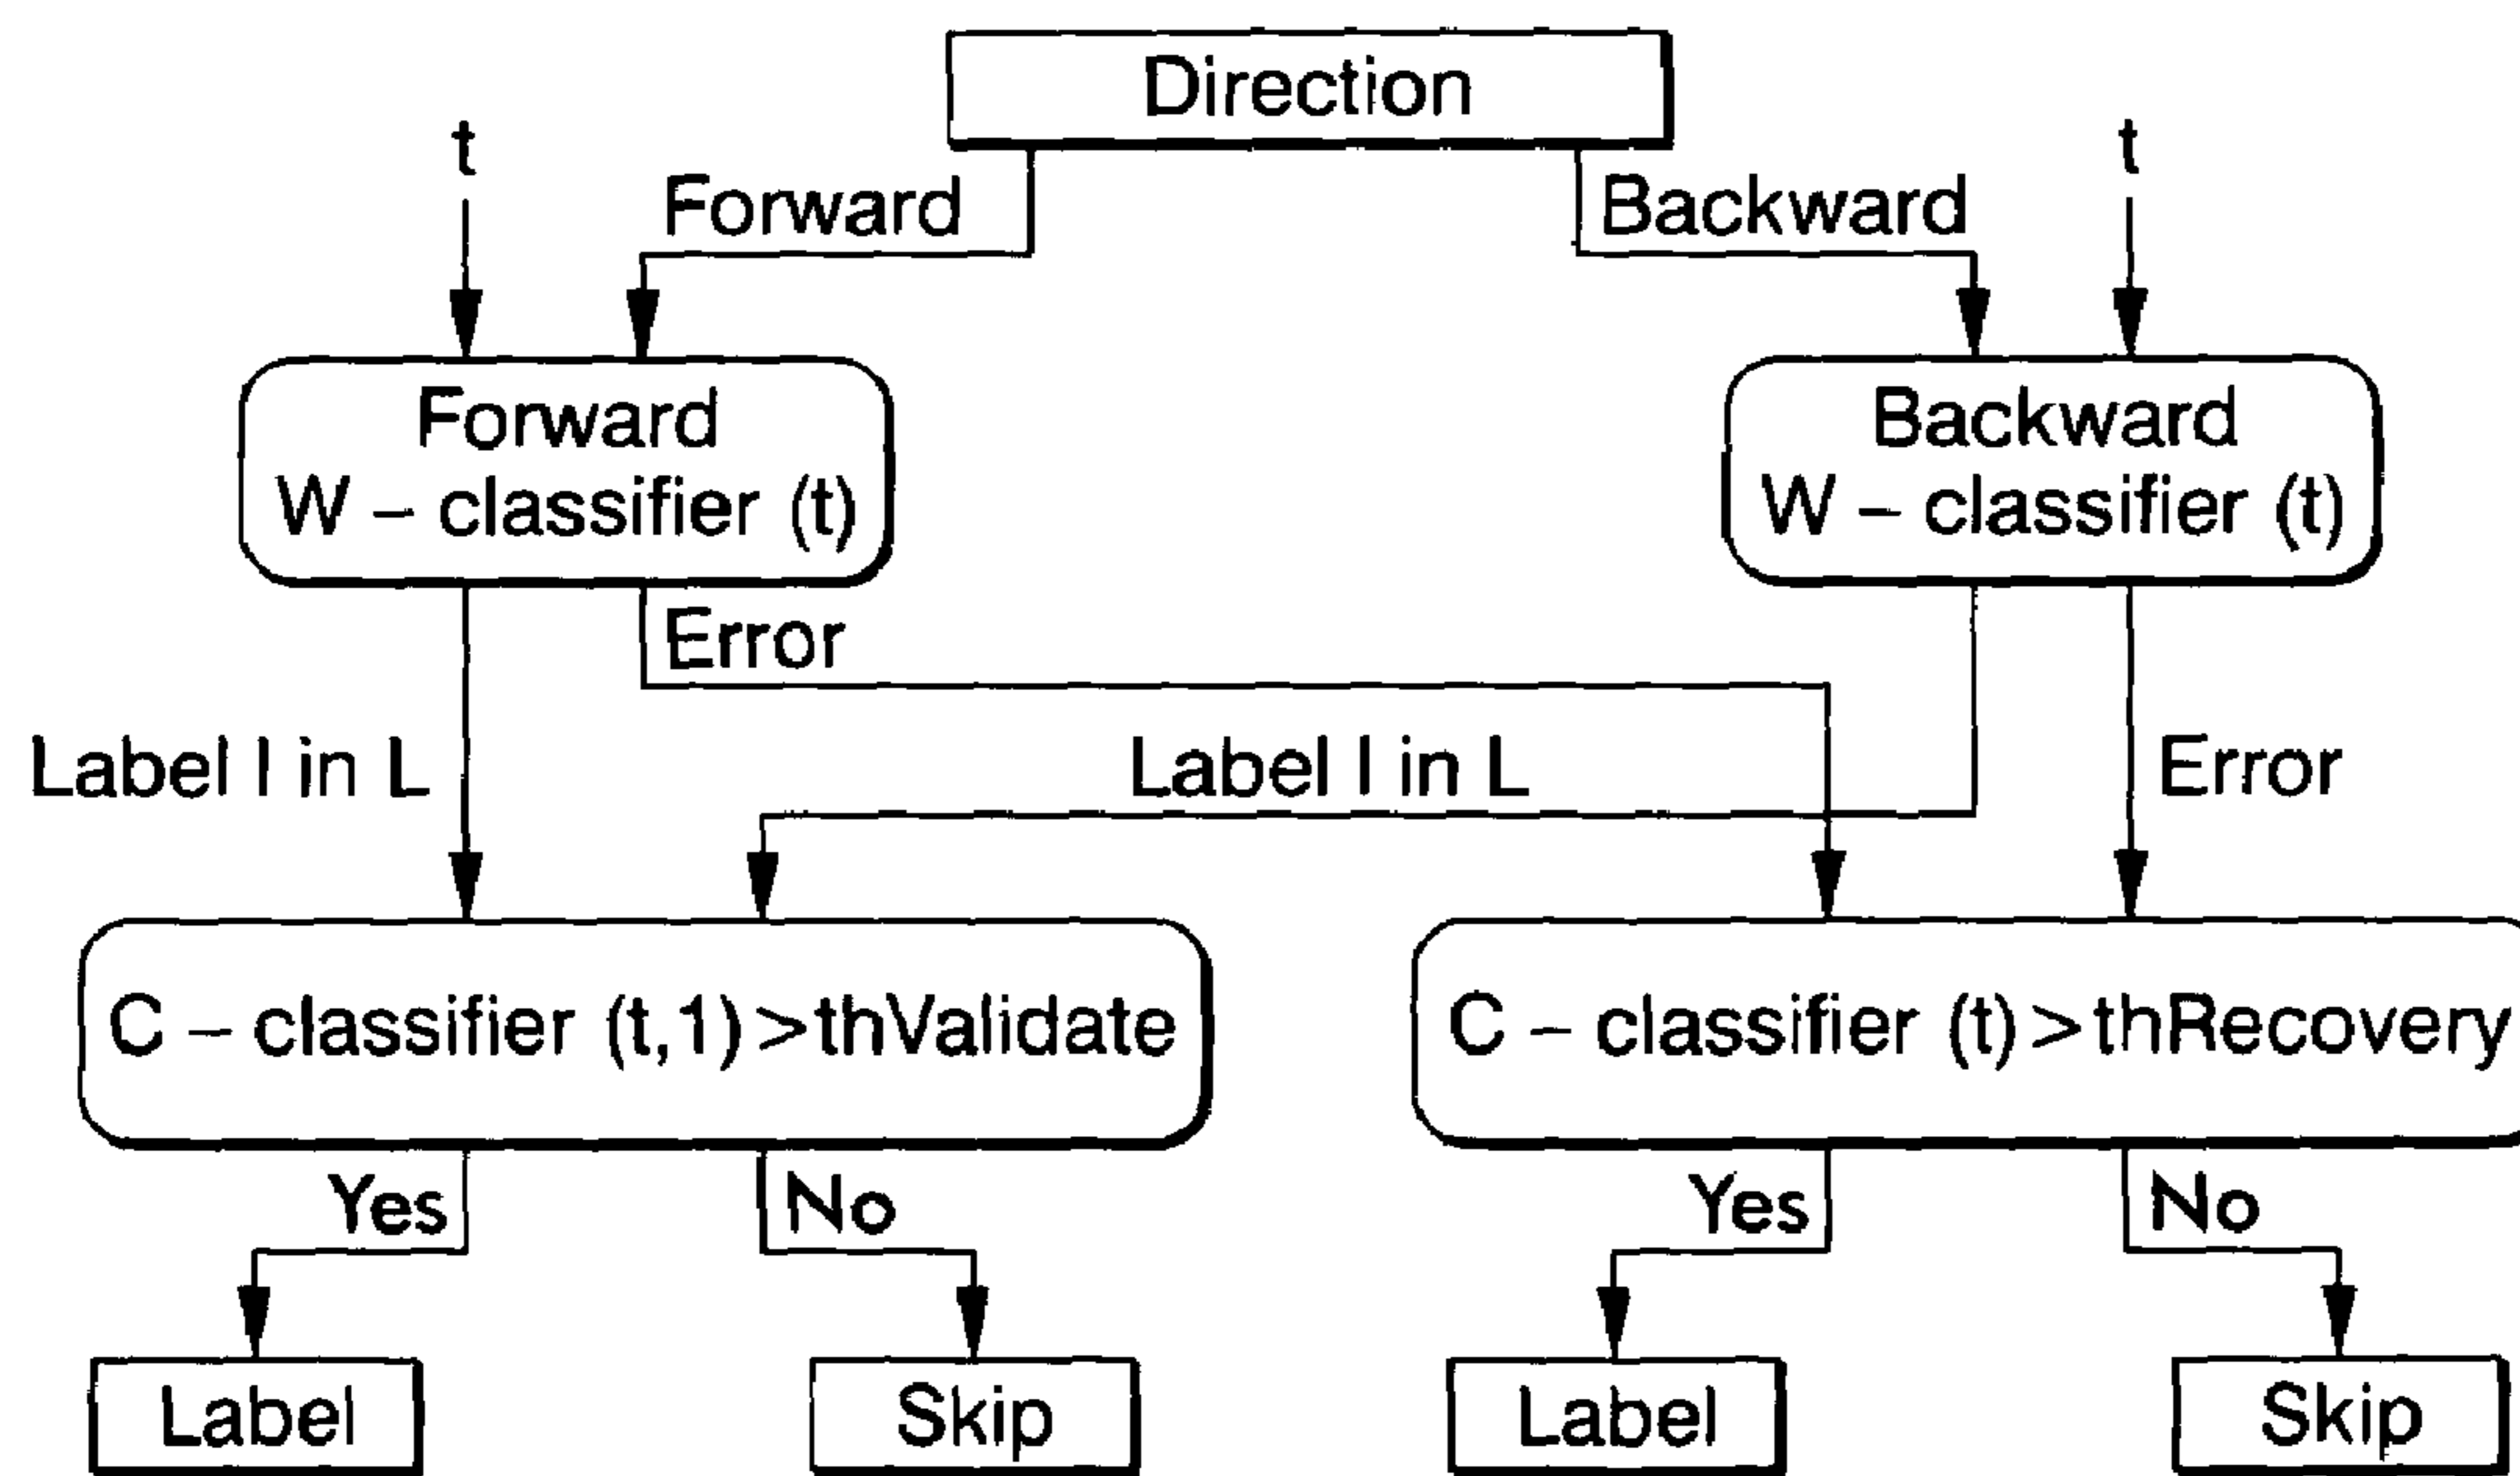 Direction
t
t
Forward
Backward
Forward
W – classifier (t)
Backward
W – classifier (t)
Error
Label l in L
Label l in L
Error
C – classifier (t,1)>thValidate
C – classifier (t)>thRecovery
Yes
No
Yes
No
Label
Skip
Label
Skip